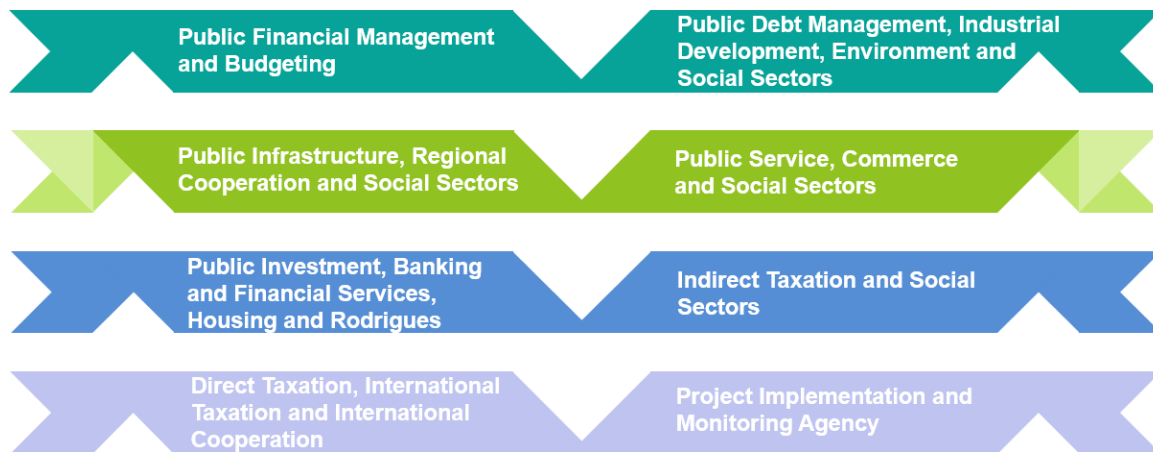 Public Financial Management
and Budgeting
Public Debt Management, Industrial
Development, Environment and
Social Sectors
Public Infrastructure, Regional
Cooperation and Social Sectors
Public Service, Commerce
and Social Sectors
Public Investment, Banking
and Financial Services,
Housing and Rodrigues
Indirect Taxation and Social
Sectors
Direct Taxation, International
Taxation and International
Cooperation
Project Implementation and
Monitoring Agency